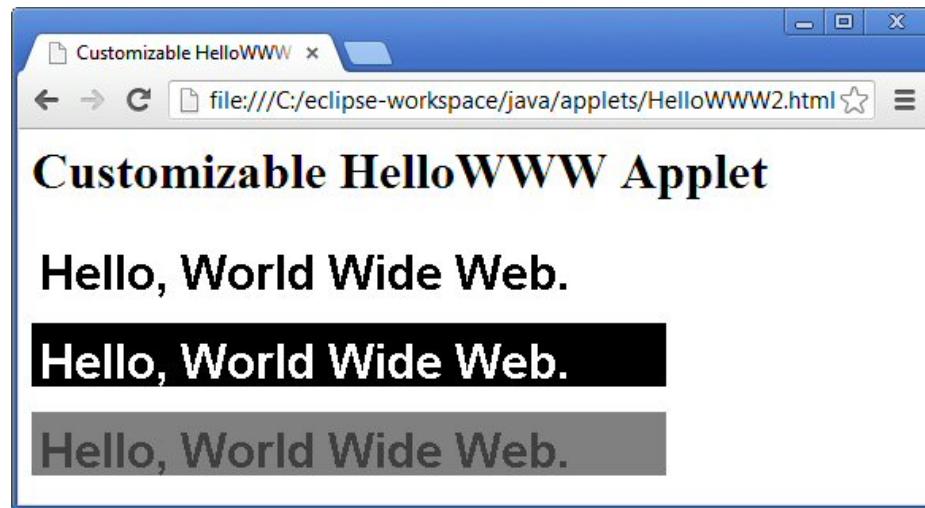 Customizable HelloWWW
file:///C:/eclipse-workspace/java/applets/HelloWWW2.html
Customizable HelloWWW Applet
Hello, World Wide Web.
Hello, World Wide Web.
Hello, World Wide Web.